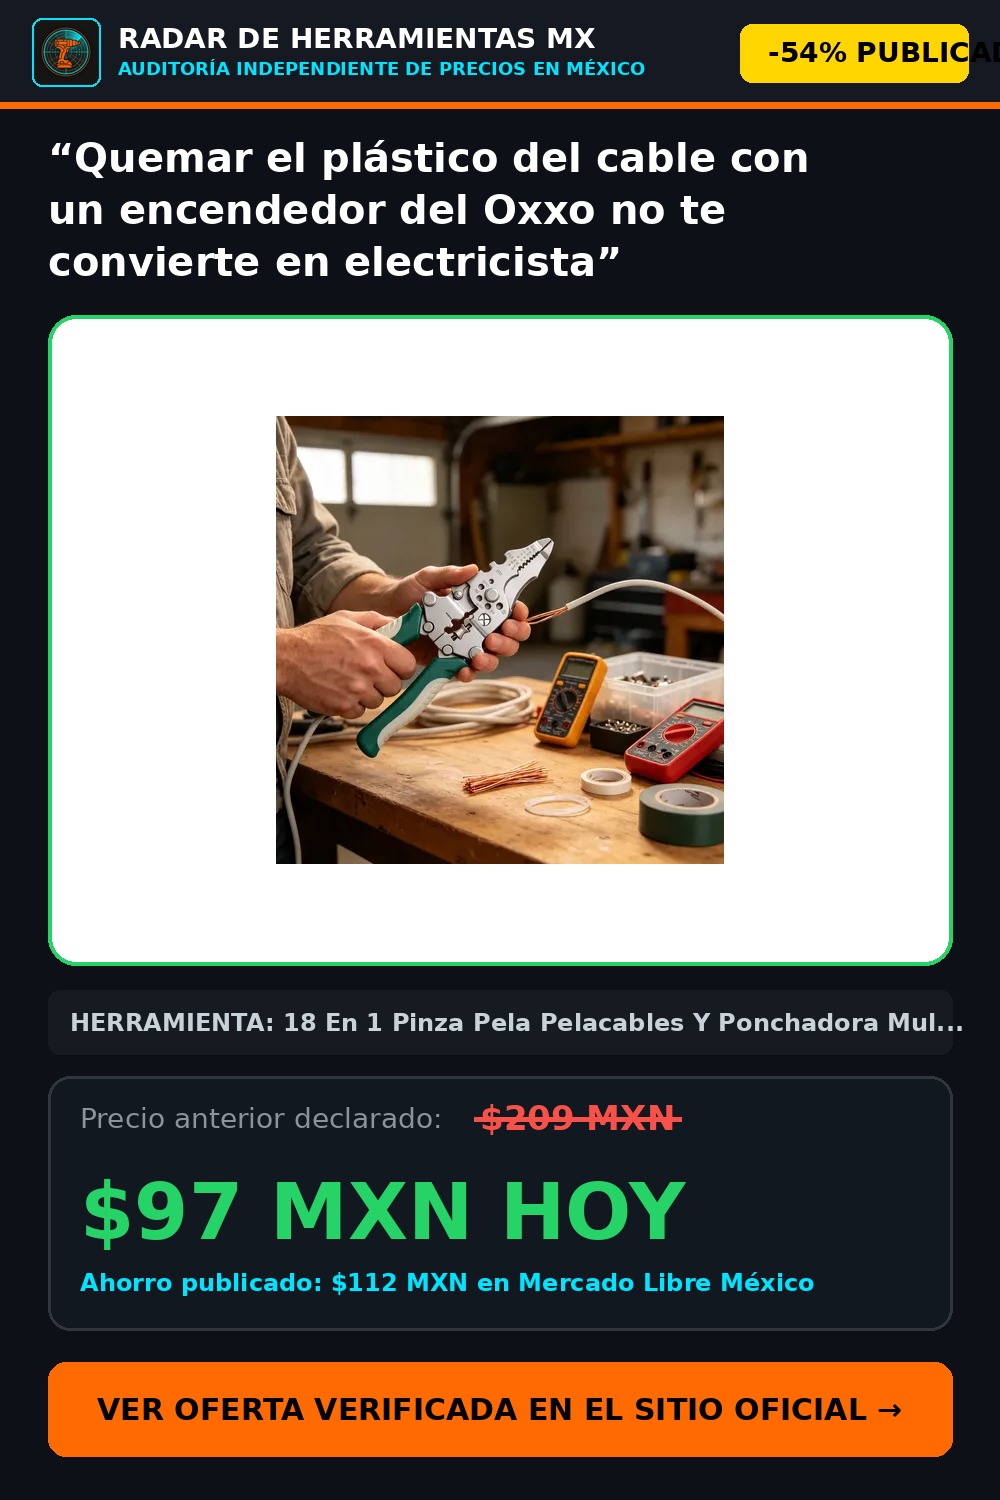 RADAR DE HERRAMIENTAS MX
AUDITORÍA INDEPENDIENTE DE PRECIOS EN MÉXICO
-54% PUBLICAD
“Quemar el plástico del cable con
un encendedor del Oxxo no te
convierte en electricista”
HERRAMIENTA: 18 En 1 Pinza Pela Pelacables Y Ponchadora Mul...
Precio anterior declarado: $209 MXN
$97 MXN HOY
Ahorro publicado: $112 MXN en Mercado Libre México
VER OFERTA VERIFICADA EN EL SITIO OFICIAL →